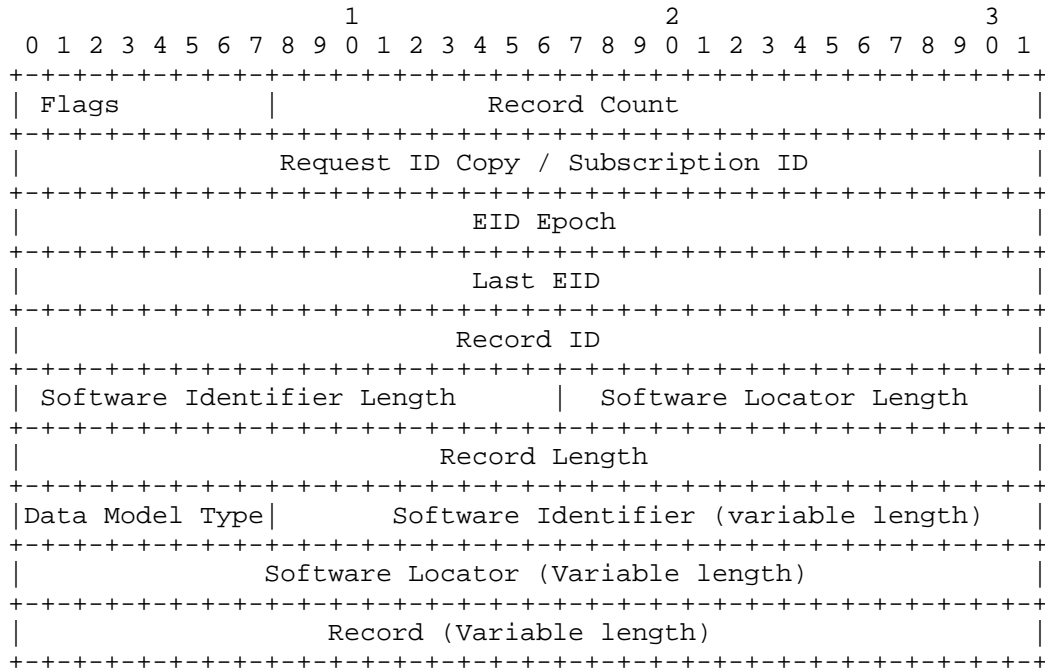 1                   2                   3
 0 1 2 3 4 5 6 7 8 9 0 1 2 3 4 5 6 7 8 9 0 1 2 3 4 5 6 7 8 9 0 1
+-+-+-+-+-+-+-+-+-+-+-+-+-+-+-+-+-+-+-+-+-+-+-+-+-+-+-+-+-+-+-+-+
| Flags         |             Record Count                      |
+-+-+-+-+-+-+-+-+-+-+-+-+-+-+-+-+-+-+-+-+-+-+-+-+-+-+-+-+-+-+-+-+
|                Request ID Copy / Subscription ID              |
+-+-+-+-+-+-+-+-+-+-+-+-+-+-+-+-+-+-+-+-+-+-+-+-+-+-+-+-+-+-+-+-+
|                            EID Epoch                          |
+-+-+-+-+-+-+-+-+-+-+-+-+-+-+-+-+-+-+-+-+-+-+-+-+-+-+-+-+-+-+-+-+
|                            Last EID                           |
+-+-+-+-+-+-+-+-+-+-+-+-+-+-+-+-+-+-+-+-+-+-+-+-+-+-+-+-+-+-+-+-+
|                           Record ID                           |
+-+-+-+-+-+-+-+-+-+-+-+-+-+-+-+-+-+-+-+-+-+-+-+-+-+-+-+-+-+-+-+-+
| Software Identifier Length      |  Software Locator Length    |
+-+-+-+-+-+-+-+-+-+-+-+-+-+-+-+-+-+-+-+-+-+-+-+-+-+-+-+-+-+-+-+-+
|                          Record Length                        |
+-+-+-+-+-+-+-+-+-+-+-+-+-+-+-+-+-+-+-+-+-+-+-+-+-+-+-+-+-+-+-+-+
|Data Model Type|       Software Identifier (variable length)   |
+-+-+-+-+-+-+-+-+-+-+-+-+-+-+-+-+-+-+-+-+-+-+-+-+-+-+-+-+-+-+-+-+
|               Software Locator (Variable length)              |
+-+-+-+-+-+-+-+-+-+-+-+-+-+-+-+-+-+-+-+-+-+-+-+-+-+-+-+-+-+-+-+-+
|                   Record (Variable length)                    |
+-+-+-+-+-+-+-+-+-+-+-+-+-+-+-+-+-+-+-+-+-+-+-+-+-+-+-+-+-+-+-+-+